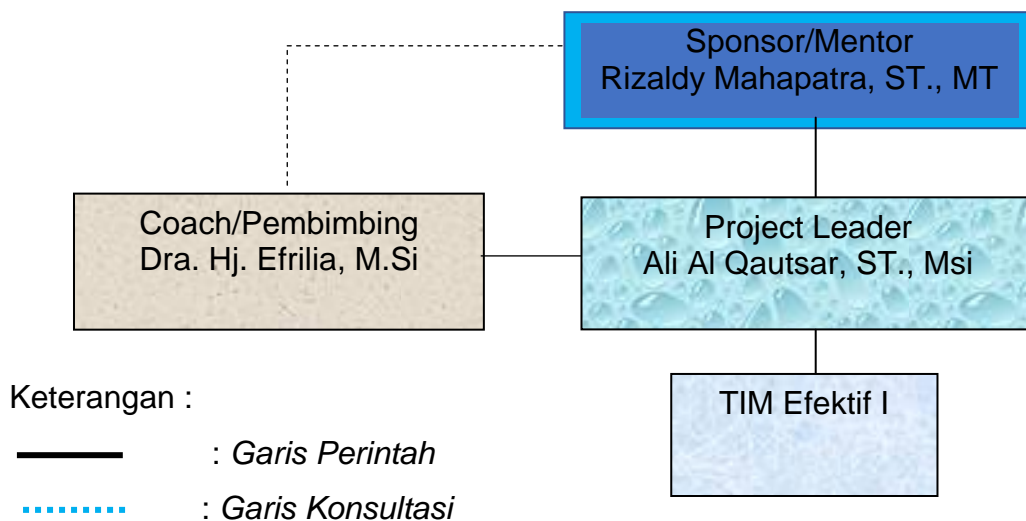 Sponsor/Mentor
Rizaldy Mahapatra, ST., MT
Coach/Pembimbing
Dra. Hj. Efrilia, M.Si
Project Leader
Ali Al Qautsar, ST., Msi
TIM Efektif I
Keterangan :
: Garis Perintah
: Garis Konsultasi